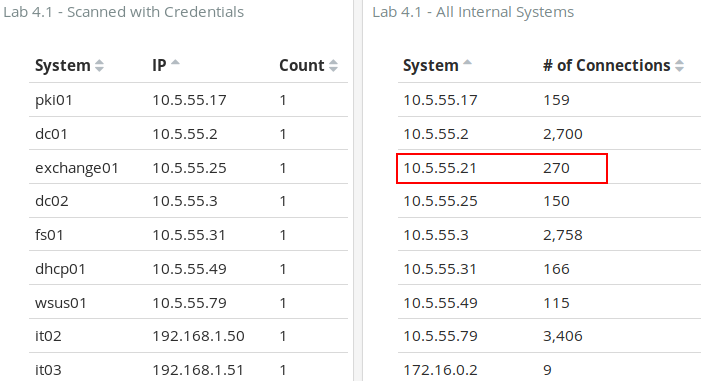 Lab 4.1 - Scanned with Credentials
System IP Count
pki01 10.5.55.17 1
dc01 10.5.55.2 1
exchange01 10.5.55.25 1
dc02 10.5.55.3 1
fs01 10.5.55.31 1
dhcp01 10.5.55.49 1
wsus01 10.5.55.79 1
it02 192.168.1.50 1
it03 192.168.1.51 1
Lab 4.1 - All Internal Systems
System # of Connections
10.5.55.17 159
10.5.55.2 2,700
10.5.55.21 270
10.5.55.25 150
10.5.55.3 2,758
10.5.55.31 166
10.5.55.49 115
10.5.55.79 3,406
172.16.0.2 9